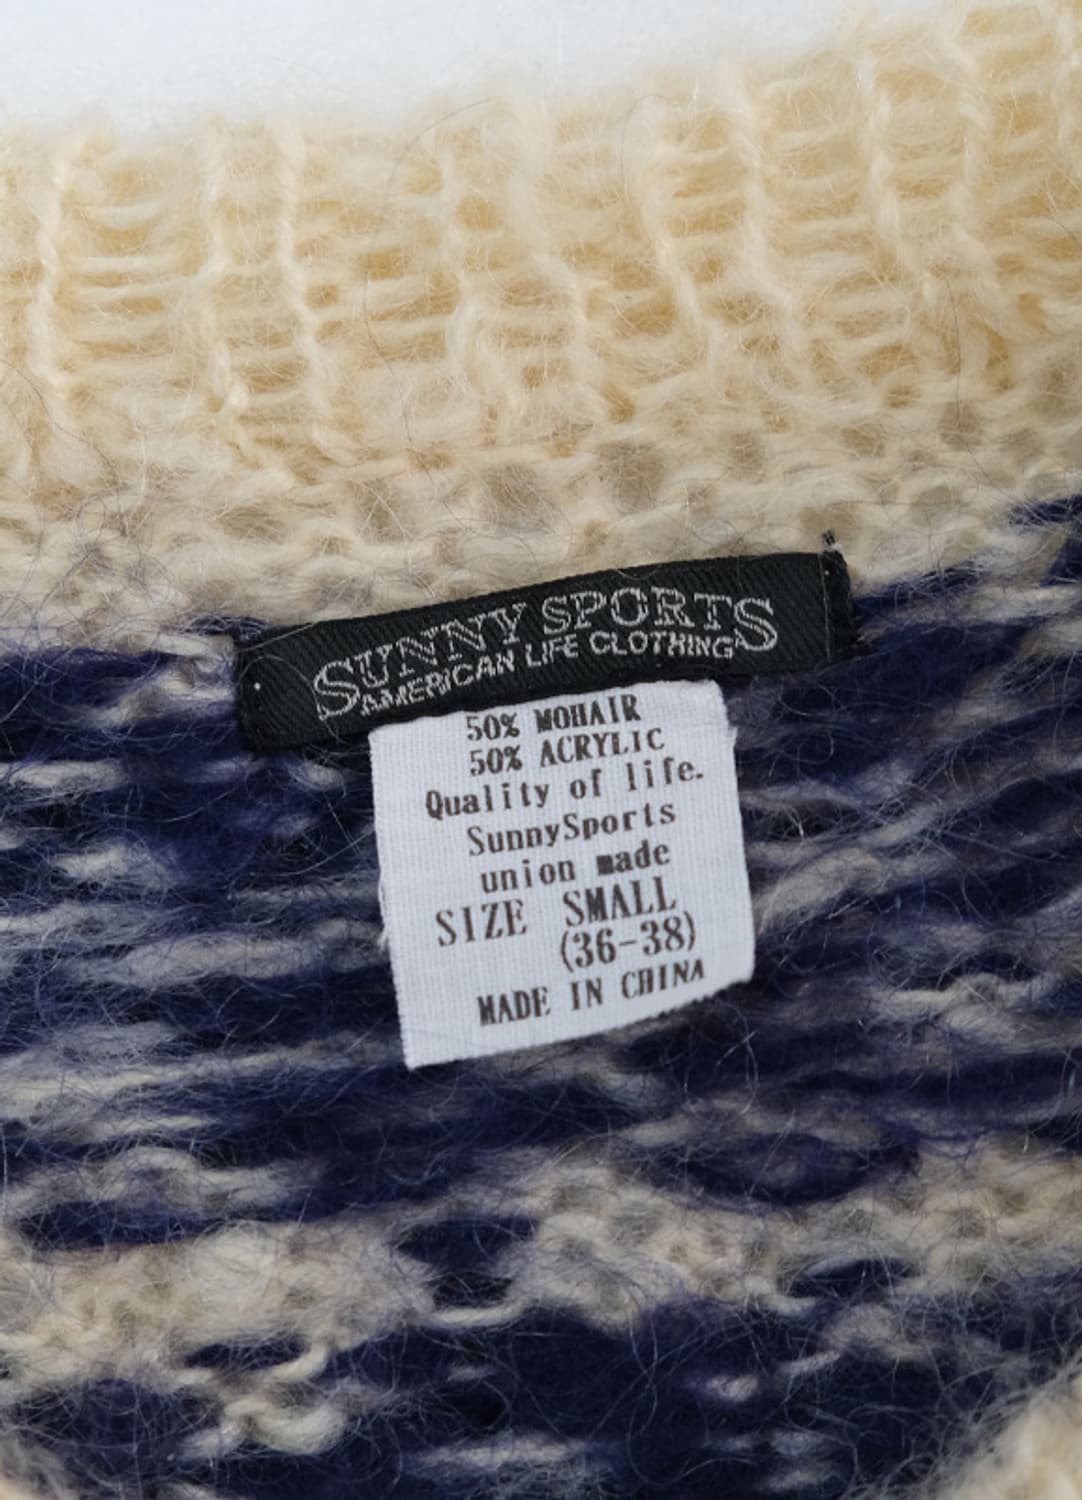 SUNNY SPORTS
AMERICAN LIFE CLOTHING
50% MOHAIR
50% ACRYLIC
Quality of life.
SunnySports
union made
SIZE SMALL
(36-38)
MADE IN CHINA